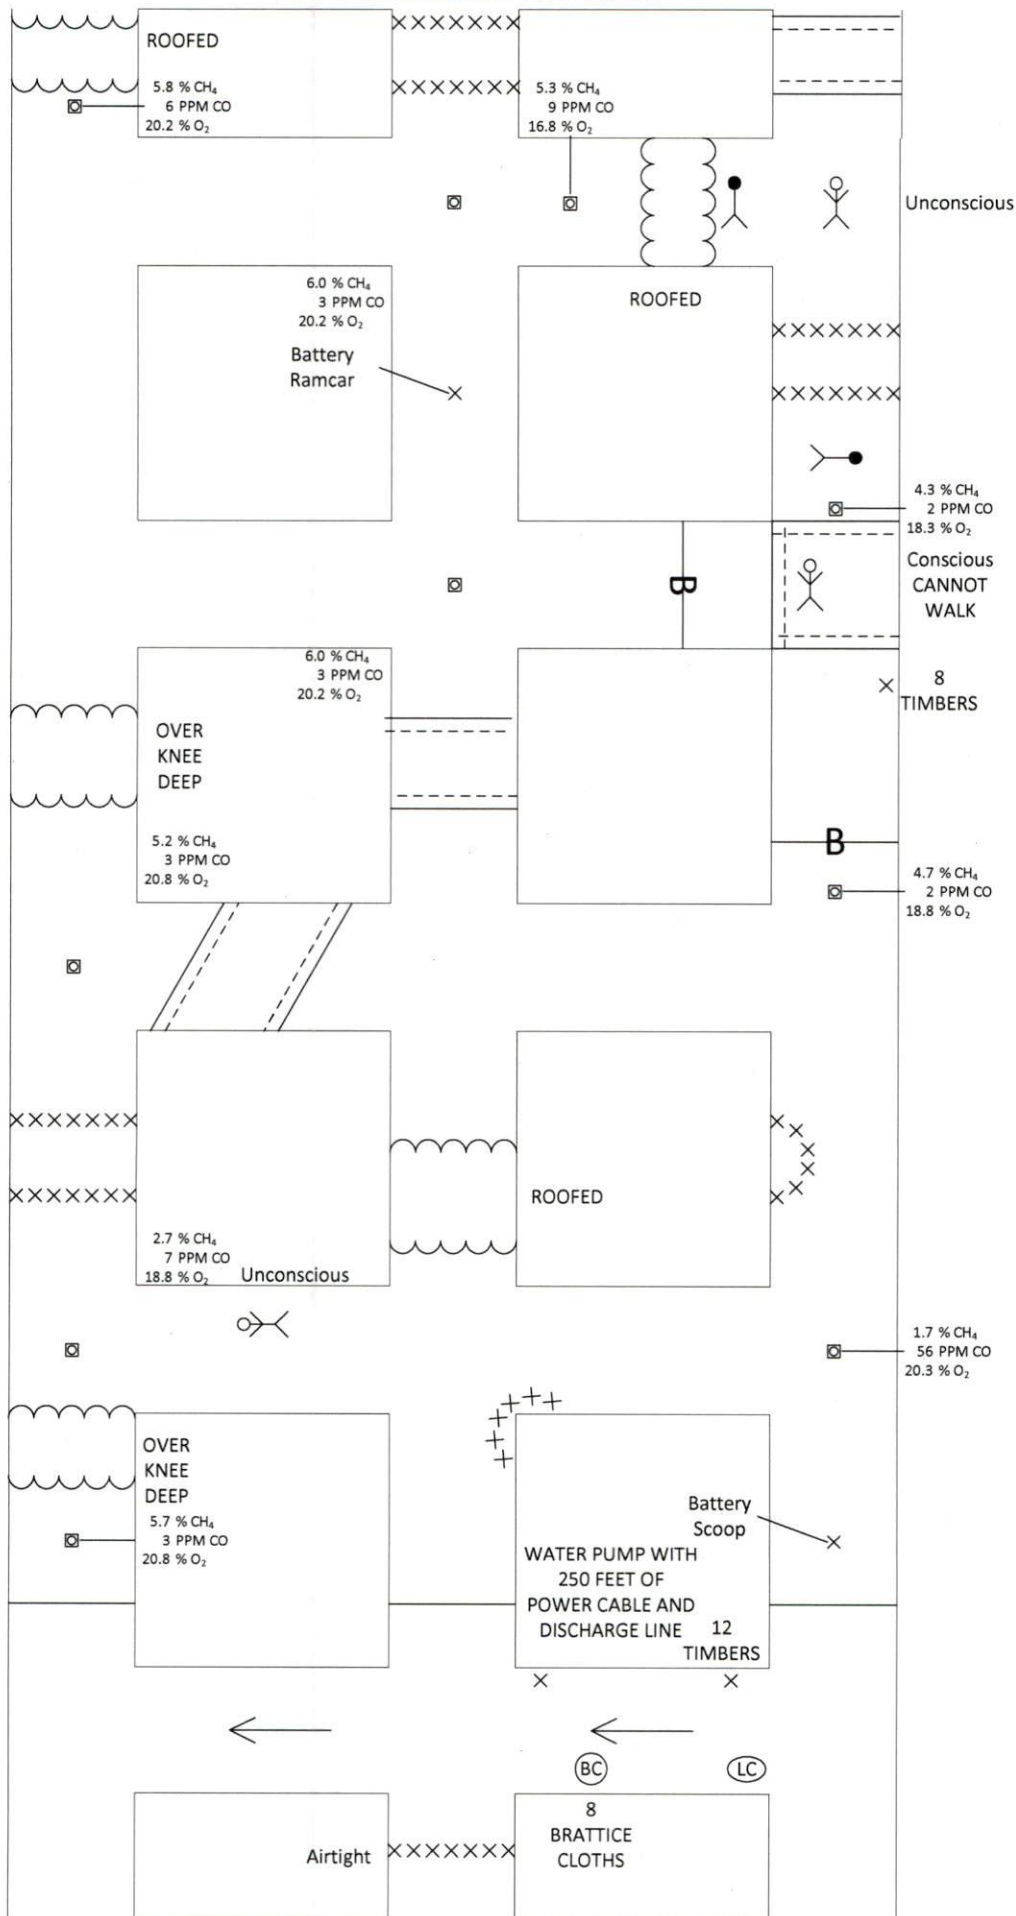 ROOFED
5.8 % CH₄
6 PPM CO
20.2 % O₂
5.3 % CH₄
9 PPM CO
16.8 % O₂
Unconscious
6.0 % CH₄
3 PPM CO
20.2 % O₂
Battery
Ramcar
ROOFED
4.3 % CH₄
2 PPM CO
18.3 % O₂
Conscious
CANNOT
WALK
B
6.0 % CH₄
3 PPM CO
20.2 % O₂
8
TIMBERS
OVER
KNEE
DEEP
5.2 % CH₄
3 PPM CO
20.8 % O₂
B
4.7 % CH₄
2 PPM CO
18.8 % O₂
ROOFED
2.7 % CH₄
7 PPM CO
18.8 % O₂
Unconscious
1.7 % CH₄
56 PPM CO
20.3 % O₂
OVER
KNEE
DEEP
5.7 % CH₄
3 PPM CO
20.8 % O₂
Battery
Scoop
WATER PUMP WITH
250 FEET OF
POWER CABLE AND
DISCHARGE LINE
12
TIMBERS
BC
LC
8
BRATTICE
CLOTHS
Airtight